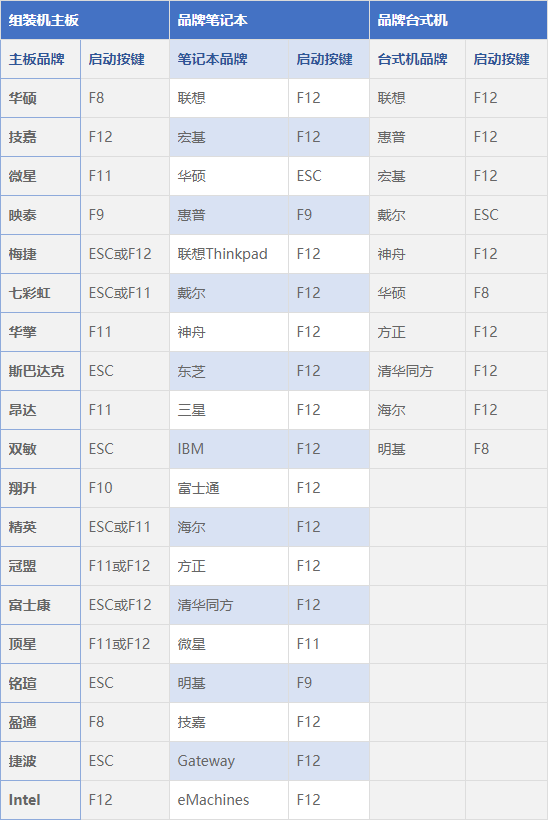 组装机主板 品牌笔记本 品牌台式机
主板品牌 启动按键 笔记本品牌 启动按键 台式机品牌 启动按键
华硕 F8 联想 F12 联想 F12
技嘉 F12 宏基 F12 惠普 F12
微星 F11 华硕 ESC 宏基 F12
映泰 F9 惠普 F9 戴尔 ESC
梅捷 ESC或F12 联想Thinkpad F12 神舟 F12
七彩虹 ESC或F11 戴尔 F12 华硕 F8
华擎 F11 神舟 F12 方正 F12
斯巴达克 ESC 东芝 F12 清华同方 F12
昂达 F11 三星 F12 海尔 F12
双敏 ESC IBM F12 明基 F8
翔升 F10 富士通 F12
精英 ESC或F11 海尔 F12
冠盟 F11或F12 方正 F12
富士康 ESC或F12 清华同方 F12
顶星 F11或F12 微星 F11
铭瑄 ESC 明基 F9
盈通 F8 技嘉 F12
捷波 ESC Gateway F12
Intel F12 eMachines F12